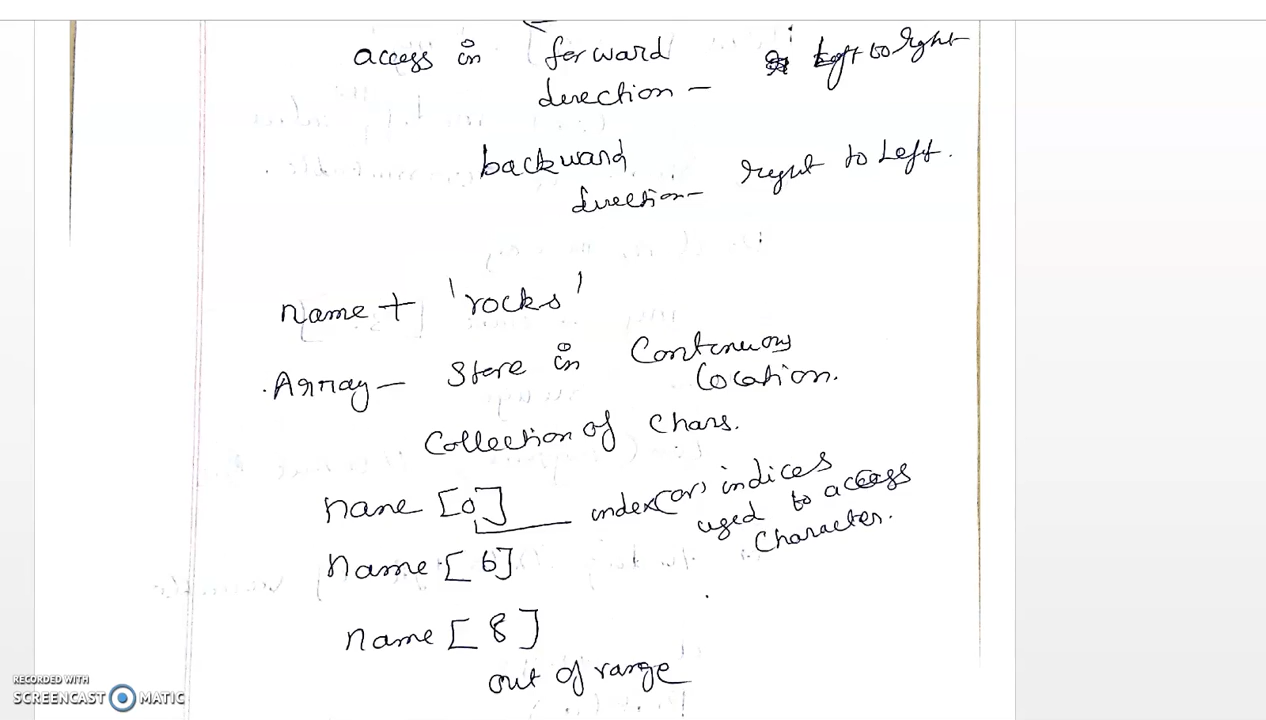 access in forward Left to right
direction -
backward right to Left.
direction -
name + 'rocks'
Array - Store in Continuous
Location.
Collection of Chars.
name [0] index(or) indices
used to access
Character.
name [6]
name [8]
out of range
RECORDED WITH
SCREENCAST MATIC